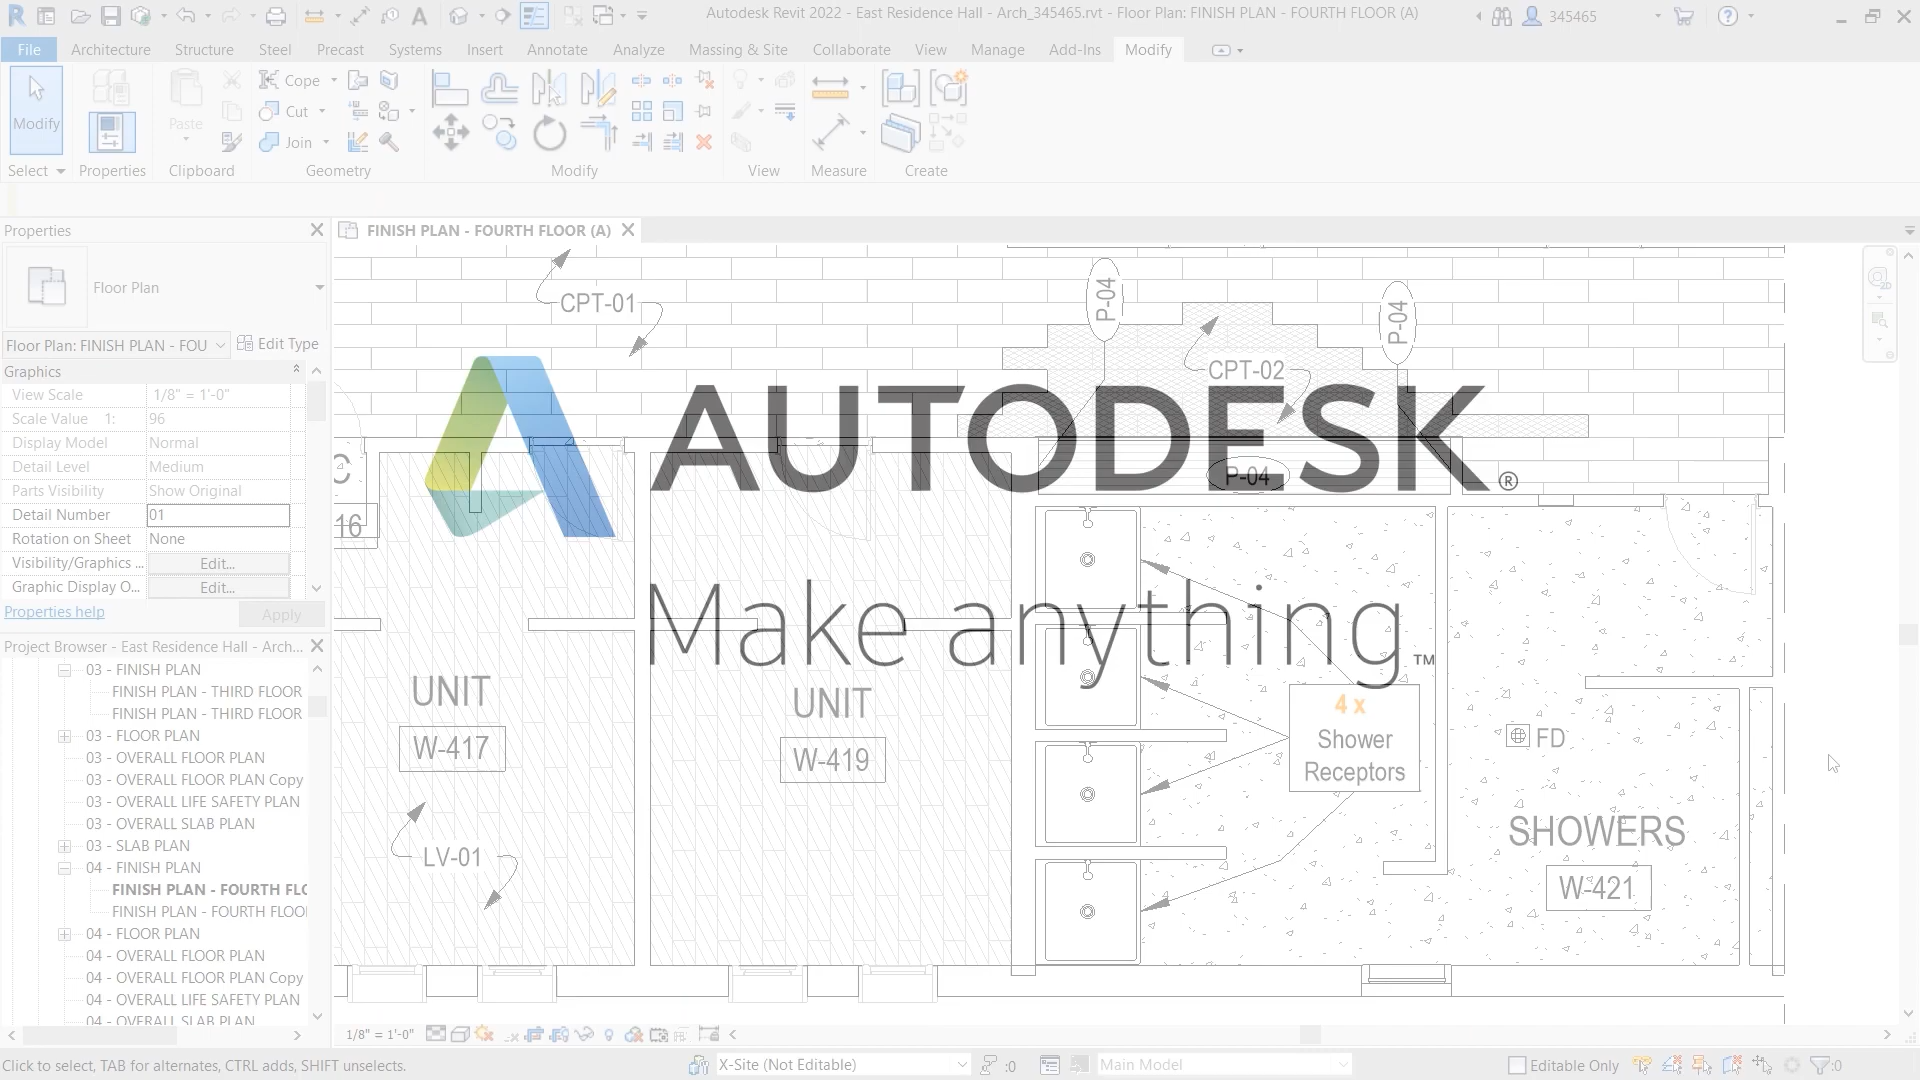 Autodesk Revit 2022 - East Residence Hall - Arch_345465.rvt - Floor Plan: FINISH PLAN - FOURTH FLOOR (A)
345465
File Architecture Structure Steel Precast Systems Insert Annotate Analyze Massing & Site Collaborate View Manage Add-Ins Modify
Modify
Paste
Cope
Cut
Join
Select Properties Clipboard Geometry Modify View Measure Create
Properties
FINISH PLAN - FOURTH FLOOR (A)
Floor Plan
Floor Plan: FINISH PLAN - FOU
Edit Type
Graphics
View Scale 1/8" = 1'-0"
Scale Value 1: 96
Display Model Normal
Detail Level Medium
Parts Visibility Show Original
Detail Number 01
Rotation on Sheet None
Visibility/Graphics ... Edit...
Graphic Display O... Edit...
Properties help
Apply
Project Browser - East Residence Hall - Arch...
03 - FINISH PLAN
FINISH PLAN - THIRD FLOOR
FINISH PLAN - THIRD FLOOR
03 - FLOOR PLAN
03 - OVERALL FLOOR PLAN
03 - OVERALL FLOOR PLAN Copy
03 - OVERALL LIFE SAFETY PLAN
03 - OVERALL SLAB PLAN
03 - SLAB PLAN
04 - FINISH PLAN
FINISH PLAN - FOURTH FLO
FINISH PLAN - FOURTH FLOO
04 - FLOOR PLAN
04 - OVERALL FLOOR PLAN
04 - OVERALL FLOOR PLAN Copy
04 - OVERALL LIFE SAFETY PLAN
04 - OVERALL SLAB PLAN
CPT-01
P-04
P-04
CPT-02
AUTODESK®
P-04
C
16
Make anything™
UNIT
W-417
UNIT
W-419
4 x
Shower
Receptors
FD
LV-01
SHOWERS
W-421
1/8" = 1'-0"
Click to select, TAB for alternates, CTRL adds, SHIFT unselects.
X-Site (Not Editable)
:0
Main Model
Editable Only
:0